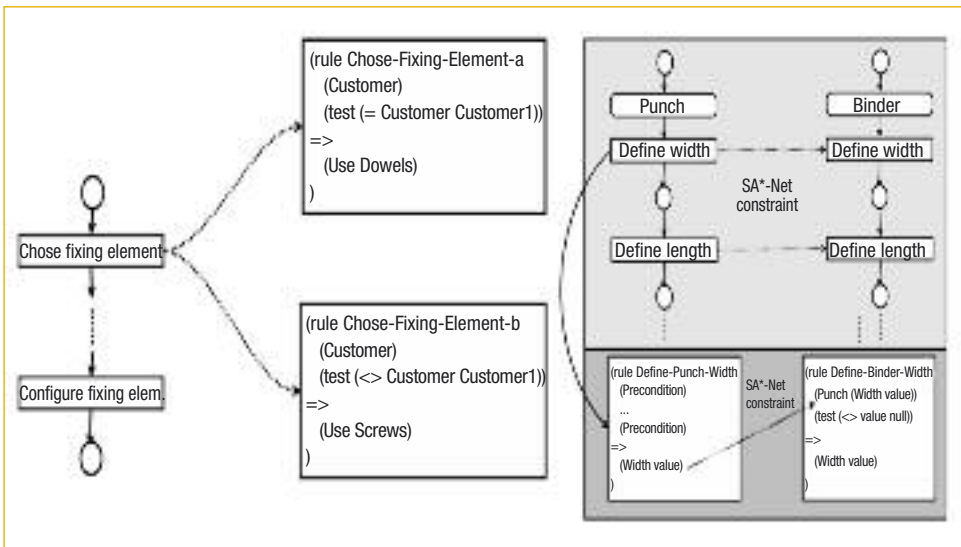 Chose fixing element
Configure fixing elem.
(rule Chose-Fixing-Element-a
(Customer)
(test (= Customer Customer1))
=>
(Use Dowels)
)
(rule Chose-Fixing-Element-b
(Customer)
(test (<> Customer Customer1))
=>
(Use Screws)
)
Punch
Binder
Define width
Define width
SA*-Net
constraint
Define length
Define length
(rule Define-Punch-Width
(Precondition)
...
(Precondition)
=>
(Width value)
)
SA*-Net
constraint
(rule Define-Binder-Width
(Punch (Width value))
(test (<> value null))
=>
(Width value)
)